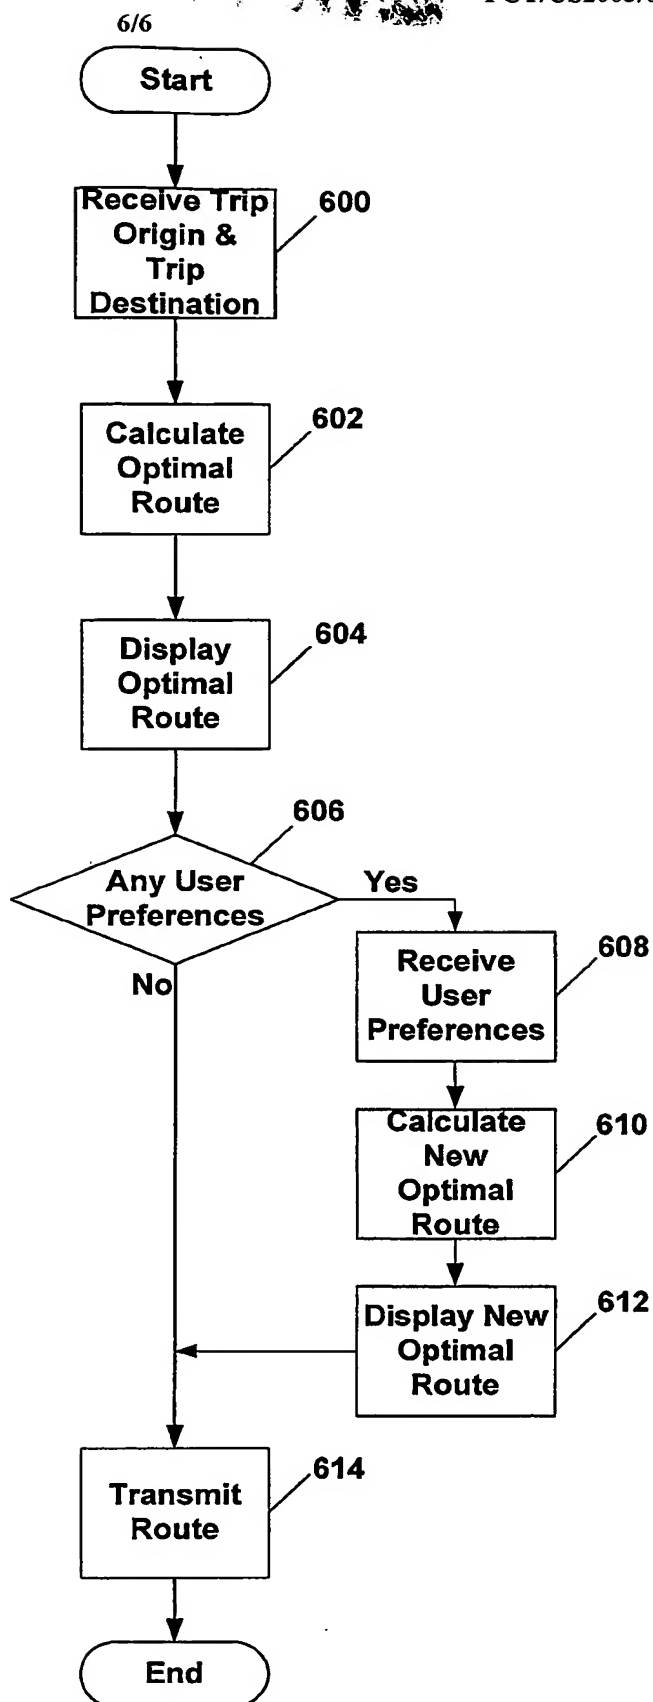 6/6
Start
Receive Trip
Origin &
Trip
Destination
600
Calculate
Optimal
Route
602
Display
Optimal
Route
604
606
Any User
Preferences
Yes
No
Receive
User
Preferences
608
Calculate
New
Optimal
Route
610
Display New
Optimal
Route
612
Transmit
Route
614
End